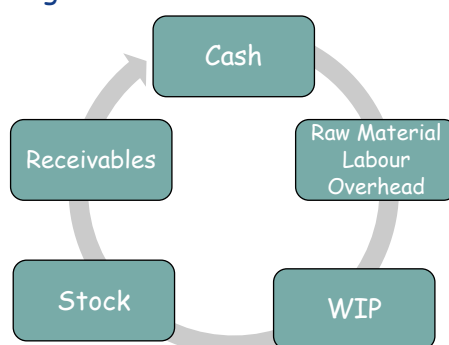 Cash
Raw Material
Labour
Overhead
WIP
Stock
Receivables